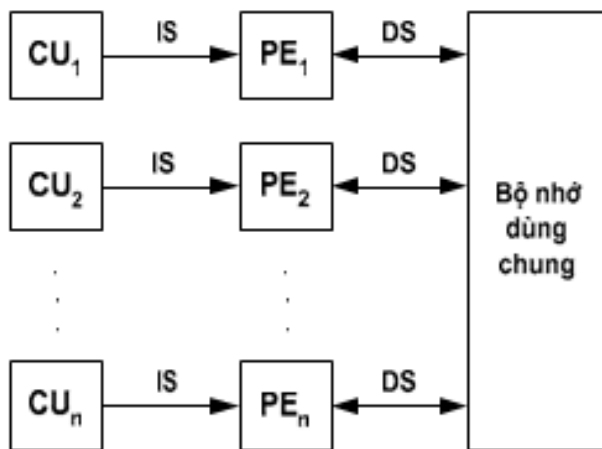 IS
DS
CU₁
PE₁
IS
DS
CU₂
PE₂
Bộ nhớ
dùng
chung
IS
DS
CUₙ
PEₙ